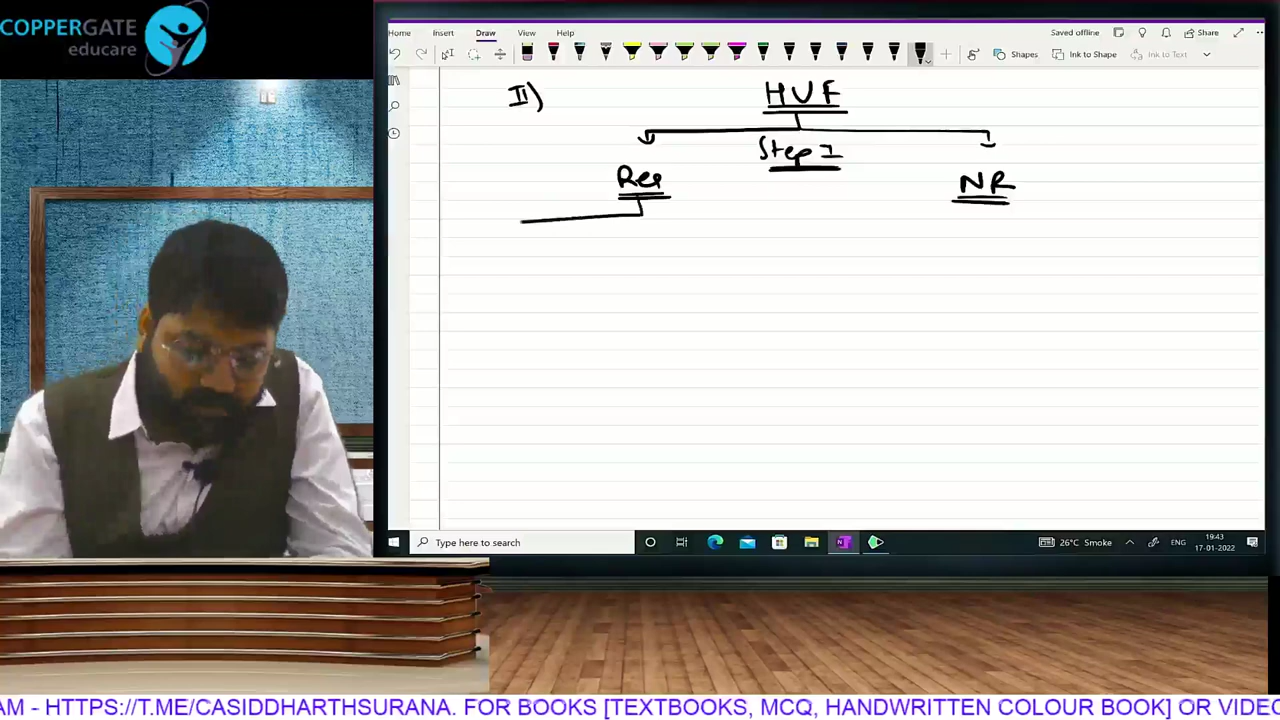 COPPERGATE
educare
Home Insert Draw View Help
Saved offline
Share
Shapes
Ink to Shape
Ink to Text
II)
HUF
Step 1
Res
NR
Type here to search
26°C Smoke
ENG
19:43
17-01-2022
AM - HTTPS://T.ME/CASIDDHARTHSURANA. FOR BOOKS [TEXTBOOKS, MCQ, HANDWRITTEN COLOUR BOOK] OR VIDEO